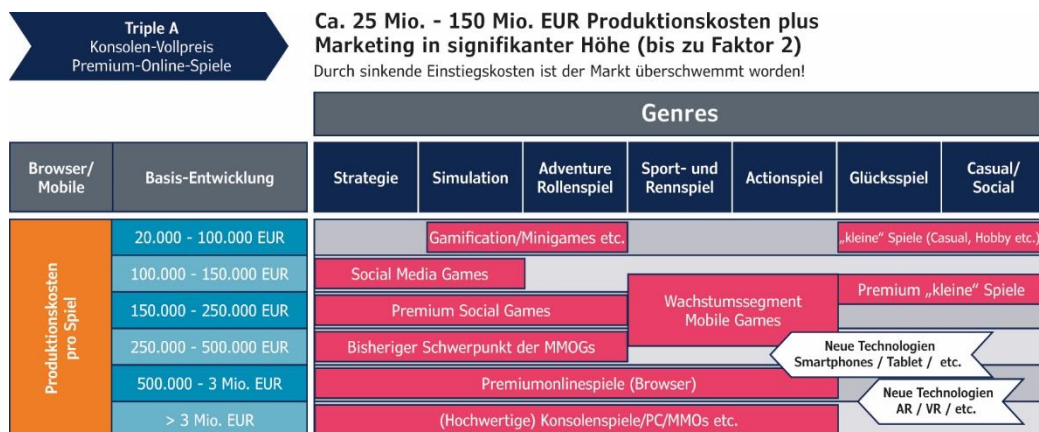 Triple A
Konsolen-Vollpreis
Premium-Online-Spiele
Ca. 25 Mio. - 150 Mio. EUR Produktionskosten plus
Marketing in signifikanter Höhe (bis zu Faktor 2)
Durch sinkende Einstiegskosten ist der Markt überschwemmt worden!
Genres
Browser/
Mobile
Basis-Entwicklung
Strategie
Simulation
Adventure
Rollenspiel
Sport- und
Rennspiel
Actionspiel
Glücksspiel
Casual/
Social
Produktionskosten
pro Spiel
20.000 - 100.000 EUR
Gamification/Minigames etc.
„kleine“ Spiele (Casual, Hobby etc.)
100.000 - 150.000 EUR
Social Media Games
Premium „kleine“ Spiele
150.000 - 250.000 EUR
Premium Social Games
Wachstumssegment
Mobile Games
250.000 - 500.000 EUR
Bisheriger Schwerpunkt der MMOGs
Neue Technologien
Smartphones / Tablet / etc.
500.000 - 3 Mio. EUR
Premiumonlinespiele (Browser)
Neue Technologien
AR / VR / etc.
> 3 Mio. EUR
(Hochwertige) Konsolenspiele/PC/MMOs etc.